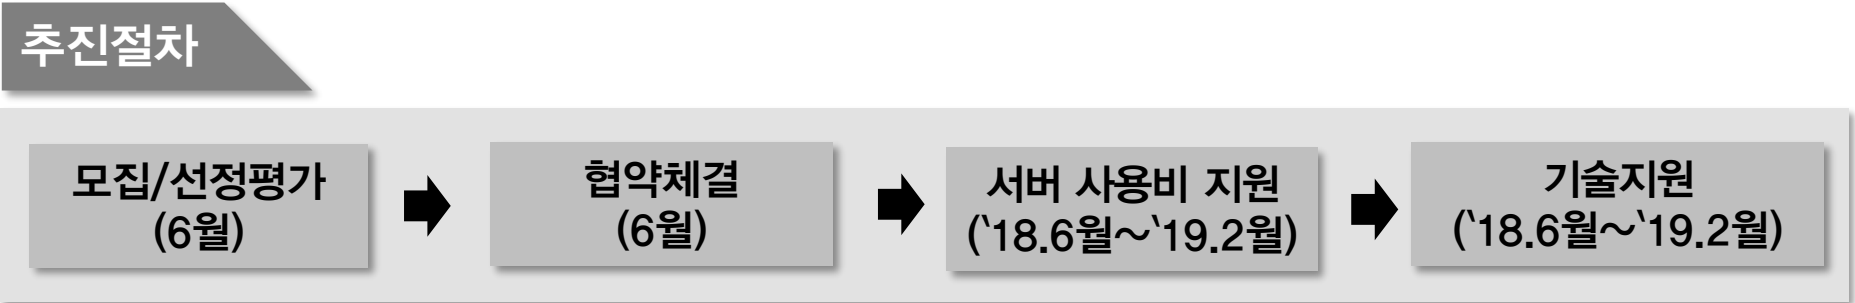 추진절차
모집/선정평가
(6월)
협약체결
(6월)
서버 사용비 지원
(`18.6월～`19.2월)
기술지원
(`18.6월～`19.2월)